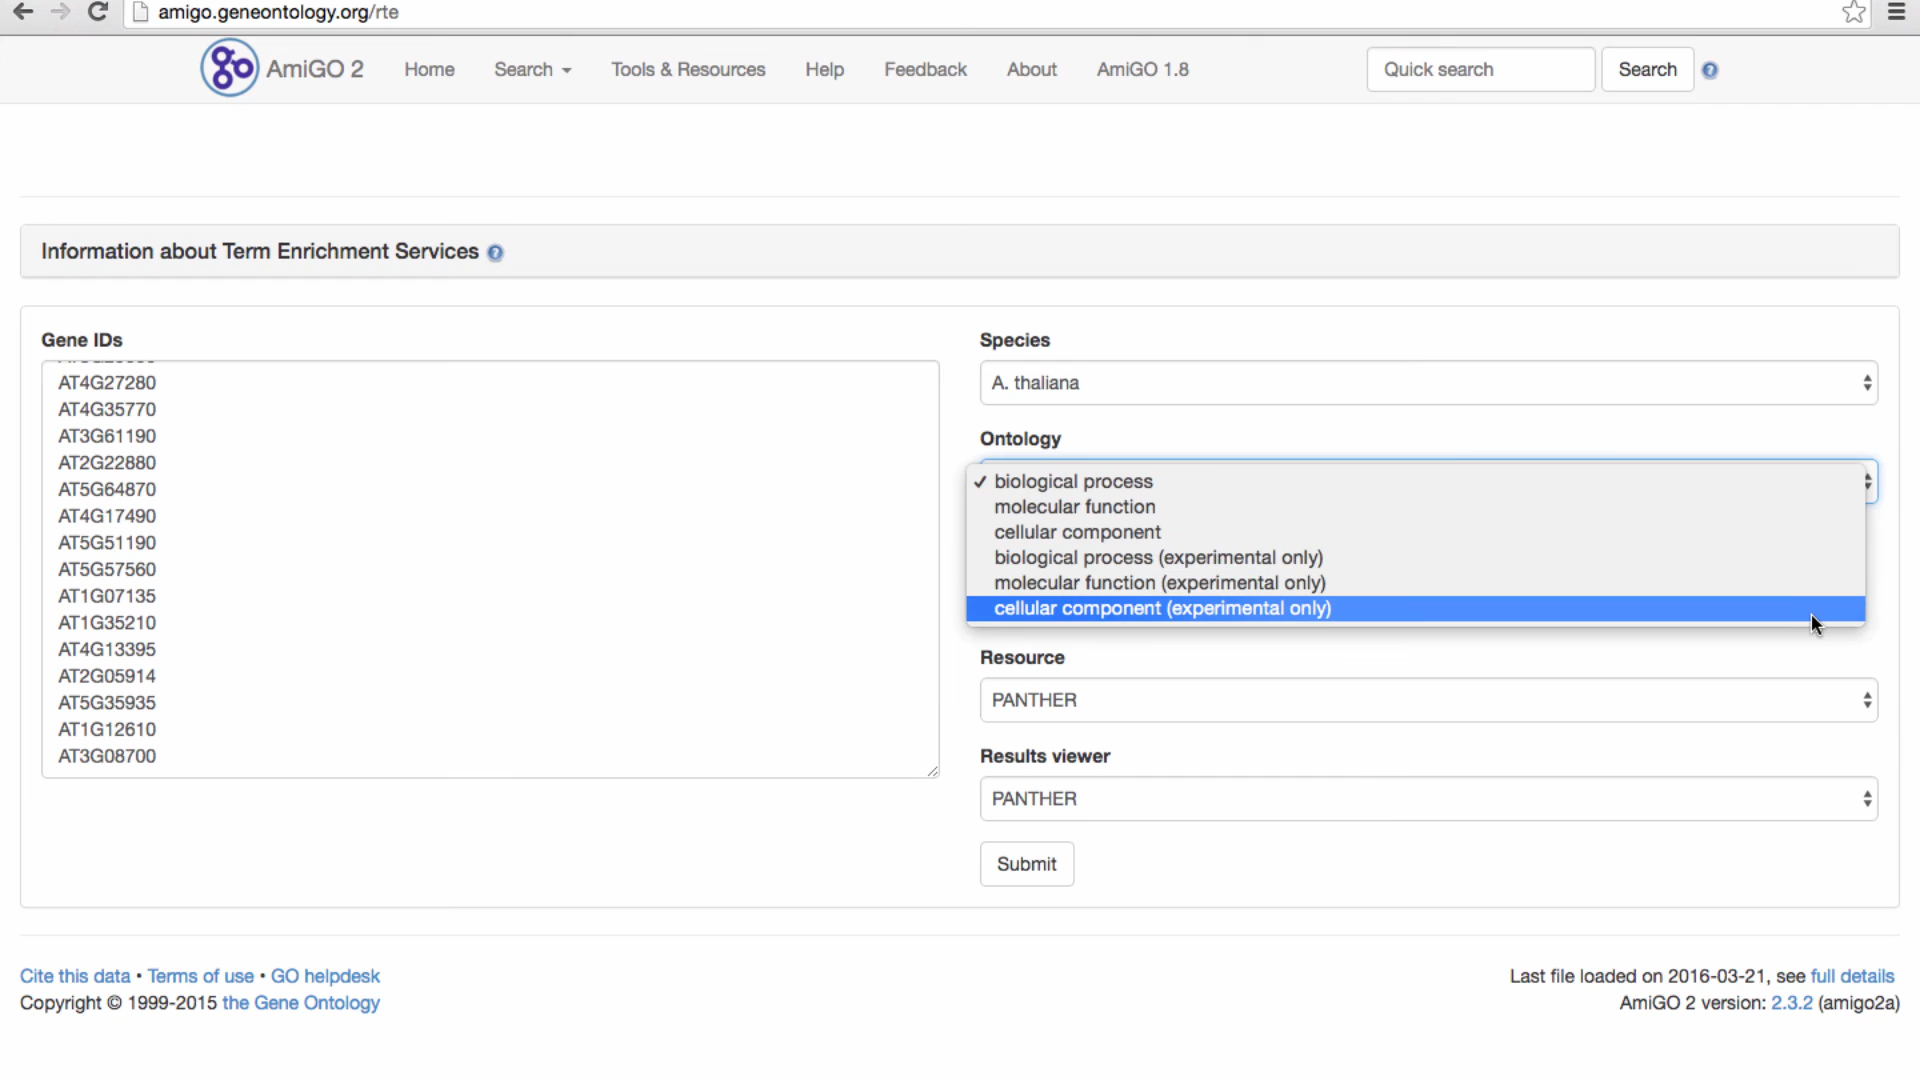 amigo.geneontology.org/rte
go AmiGO 2 Home Search Tools & Resources Help Feedback About AmiGO 1.8 Quick search Search ?
Information about Term Enrichment Services ?
Gene IDs
AT4G27280
AT4G35770
AT3G61190
AT2G22880
AT5G64870
AT4G17490
AT5G51190
AT5G57560
AT1G07135
AT1G35210
AT4G13395
AT2G05914
AT5G35935
AT1G12610
AT3G08700
Species
A. thaliana
Ontology
✓ biological process
molecular function
cellular component
biological process (experimental only)
molecular function (experimental only)
cellular component (experimental only)
Resource
PANTHER
Results viewer
PANTHER
Submit
Cite this data • Terms of use • GO helpdesk
Copyright © 1999-2015 the Gene Ontology
Last file loaded on 2016-03-21, see full details
AmiGO 2 version: 2.3.2 (amigo2a)